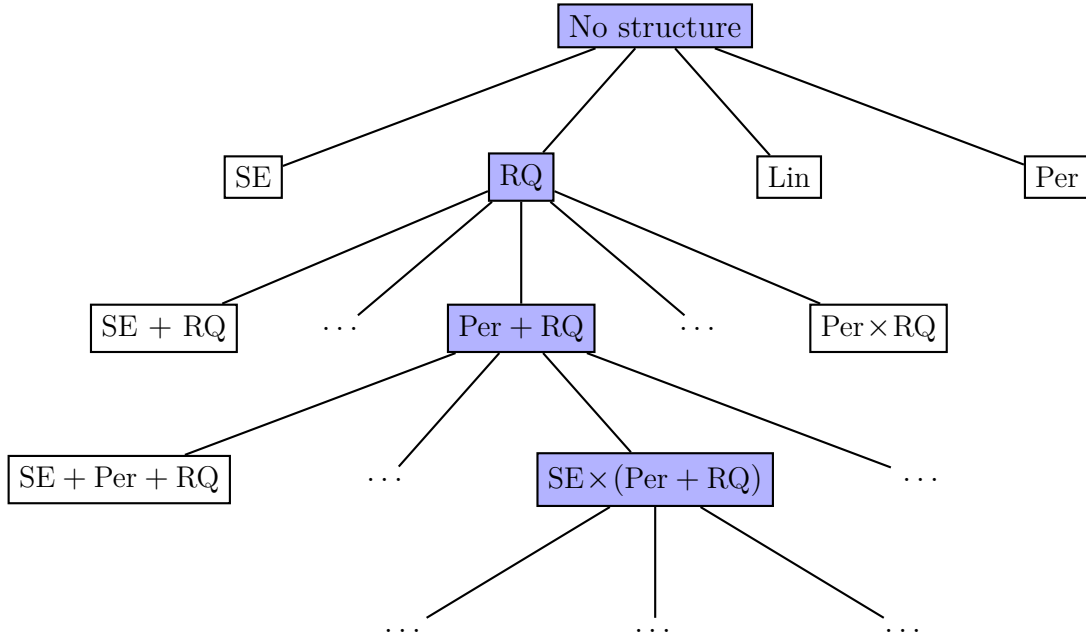 No structure
SE
RQ
Lin
Per
SE + RQ
...
Per + RQ
...
Per×RQ
SE + Per + RQ
...
SE×(Per + RQ)
...
...
...
...